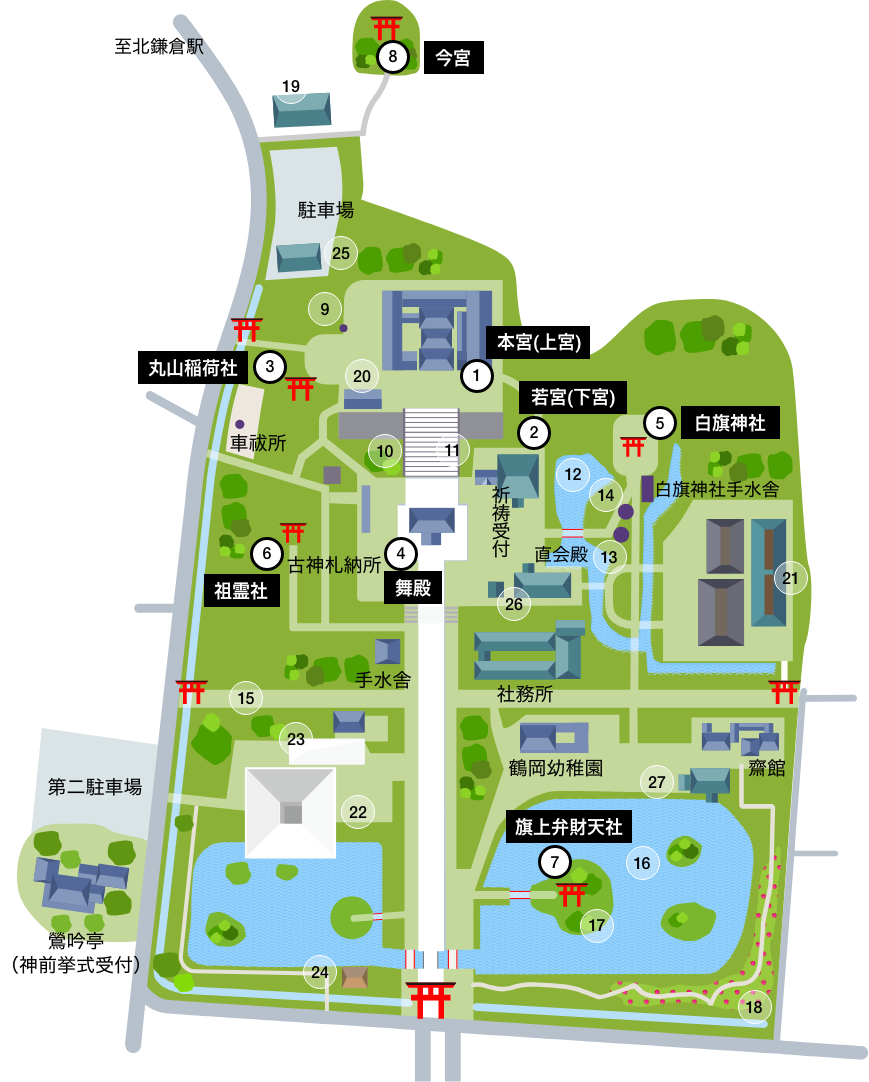 至北鎌倉駅
8
今宮
19
駐車場
25
9
本宮(上宮)
丸山稲荷社
3
20
1
若宮(下宮)
車祓所
10
11
2
5
白旗神社
12
14
白旗神社手水舎
祈祷受付
6
古神札納所
4
直会殿
13
祖霊社
舞殿
26
21
手水舎
社務所
15
23
第二駐車場
鶴岡幼稚園
齋館
27
22
旗上弁財天社
7
16
17
鶯吟亭
(神前挙式受付)
24
18